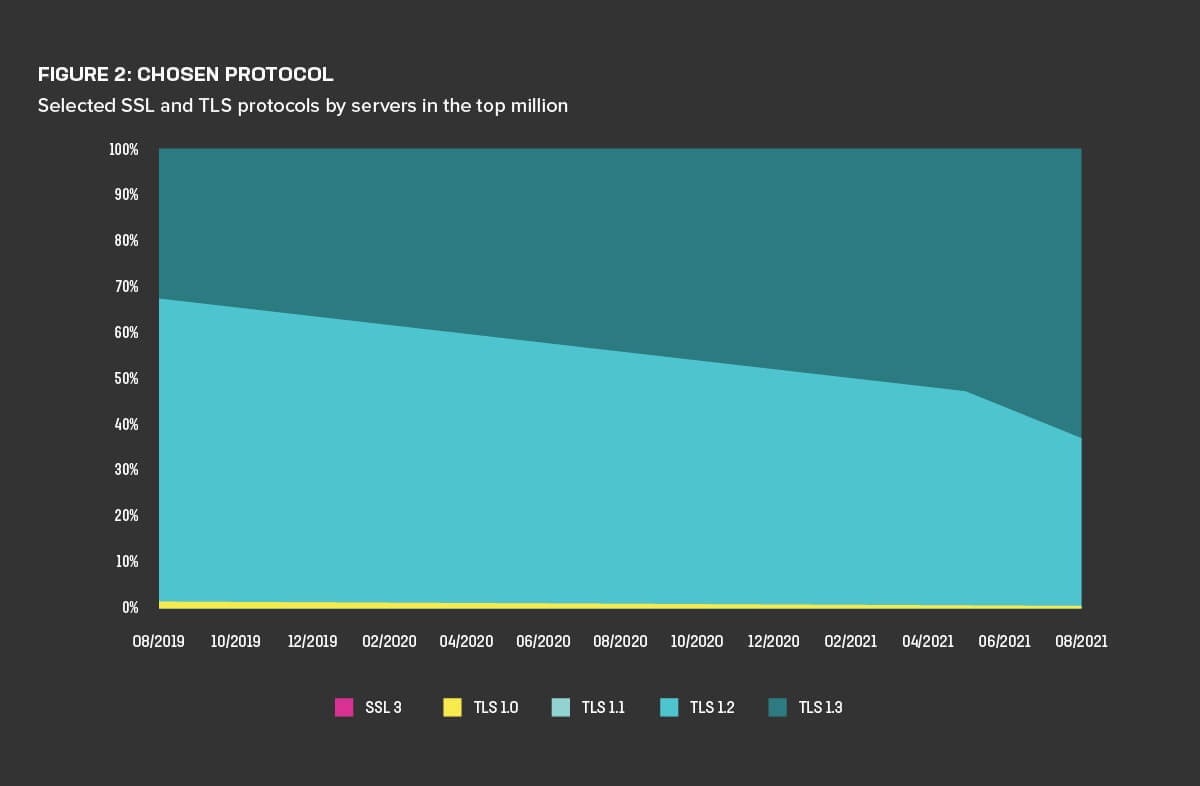 FIGURE 2: CHOSEN PROTOCOL
Selected SSL and TLS protocols by servers in the top million
100%
90%
80%
70%
60%
50%
40%
30%
20%
10%
0%
08/2019 10/2019 12/2019 02/2020 04/2020 06/2020 08/2020 10/2020 12/2020 02/2021 04/2021 06/2021 08/2021
SSL 3 TLS 1.0 TLS 1.1 TLS 1.2 TLS 1.3